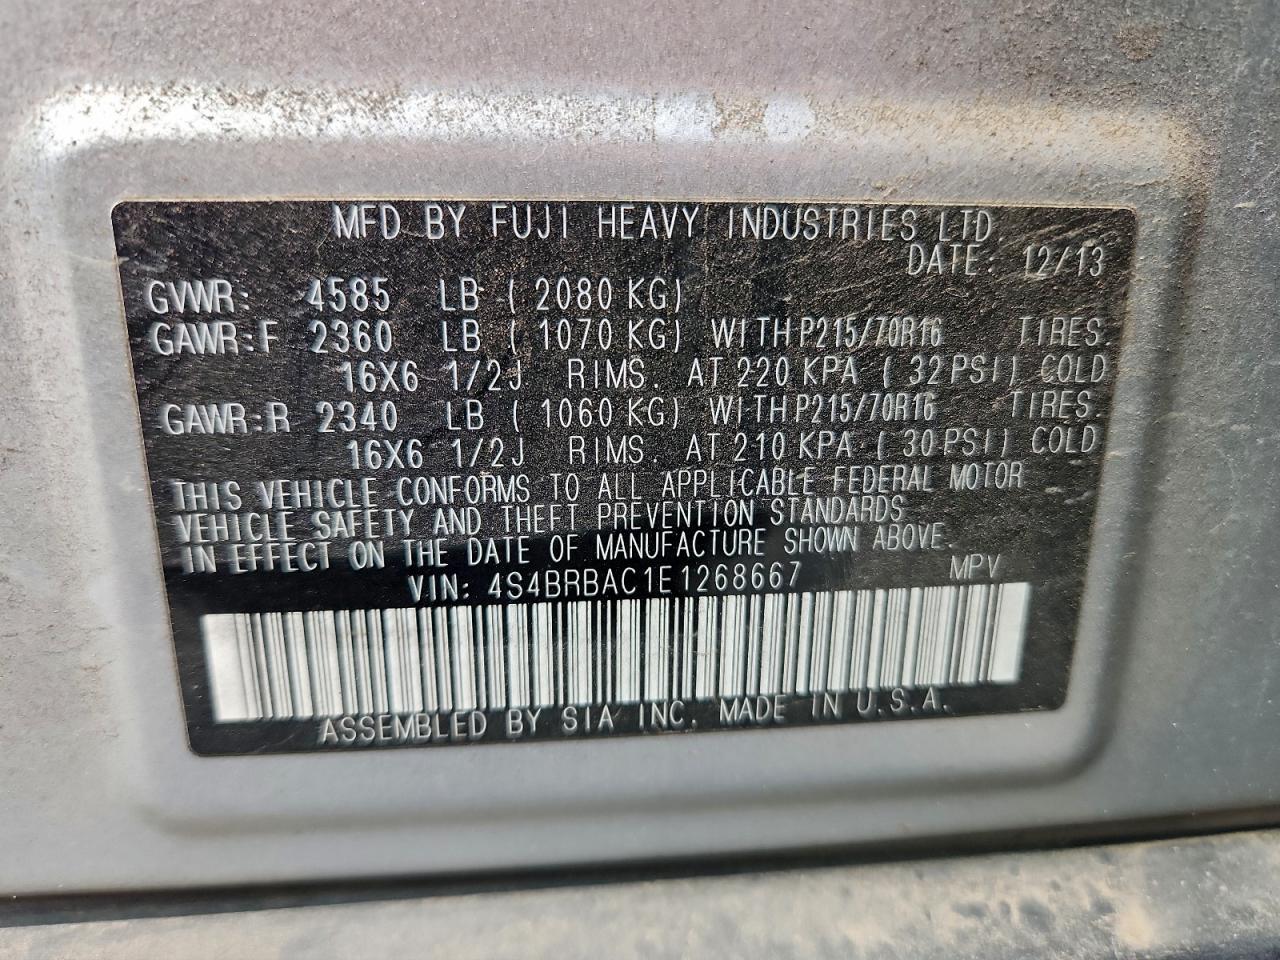 MFD BY FUJI HEAVY INDUSTRIES LTD.
DATE: 12/13
GVWR: 4585 LB (2080 KG)
GAWR:F 2360 LB (1070 KG) WITH P215/70R16 TIRES.
16X6 1/2J RIMS. AT 220 KPA (32 PSI) COLD
GAWR:R 2340 LB (1060 KG) WITH P215/70R16 TIRES.
16X6 1/2J RIMS. AT 210 KPA (30 PSI) COLD
THIS VEHICLE CONFORMS TO ALL APPLICABLE FEDERAL MOTOR
VEHICLE SAFETY AND THEFT PREVENTION STANDARDS
IN EFFECT ON THE DATE OF MANUFACTURE SHOWN ABOVE.
VIN: 4S4BRBAC1E1268667 MPV
ASSEMBLED BY SIA INC. MADE IN U.S.A.